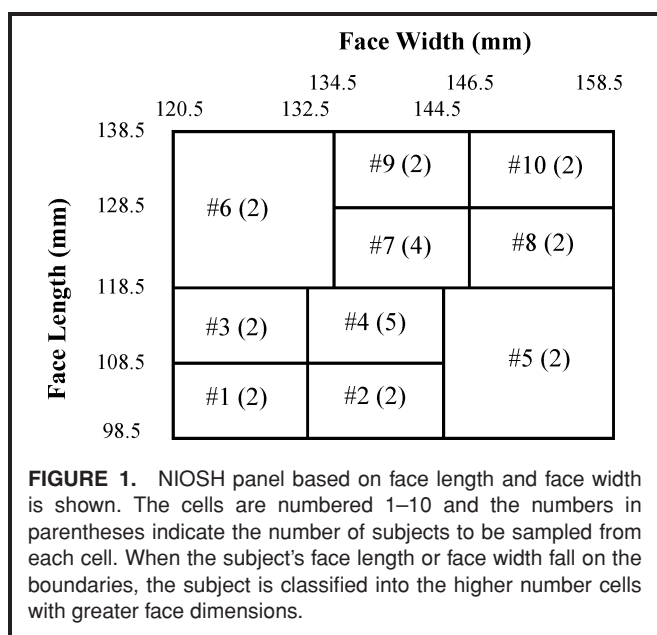 Face Width (mm)
134.5 146.5 158.5
120.5 132.5 144.5
138.5
#9 (2) #10 (2)
#6 (2)
128.5
#7 (4) #8 (2)
118.5
#3 (2) #4 (5)
#5 (2)
108.5
#1 (2) #2 (2)
98.5
Face Length (mm)
FIGURE 1. NIOSH panel based on face length and face width
is shown. The cells are numbered 1–10 and the numbers in
parentheses indicate the number of subjects to be sampled from
each cell. When the subject's face length or face width fall on the
boundaries, the subject is classified into the higher number cells
with greater face dimensions.